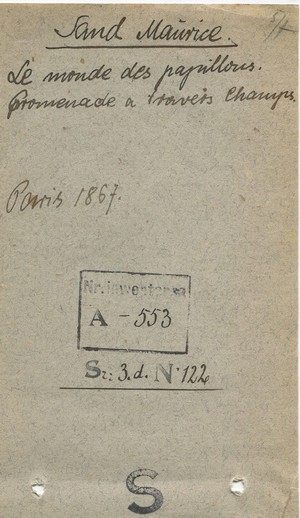 Sand Maurice.
Le monde des papillons.
Promenade a travers Champs.
Paris 1867.
Nr. inwentarza
A - 553
Sz: 3. d. N° 122
S